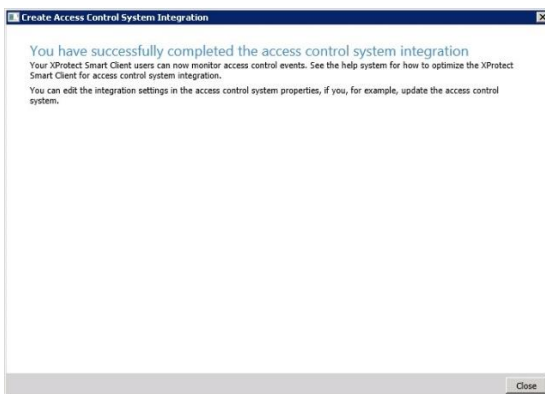 Create Access Control System Integration
You have successfully completed the access control system integration
Your XProtect Smart Client users can now monitor access control events. See the help system for how to optimize the XProtect
Smart Client for access control system integration.
You can edit the integration settings in the access control system properties, if you, for example, update the access control
system.
Close